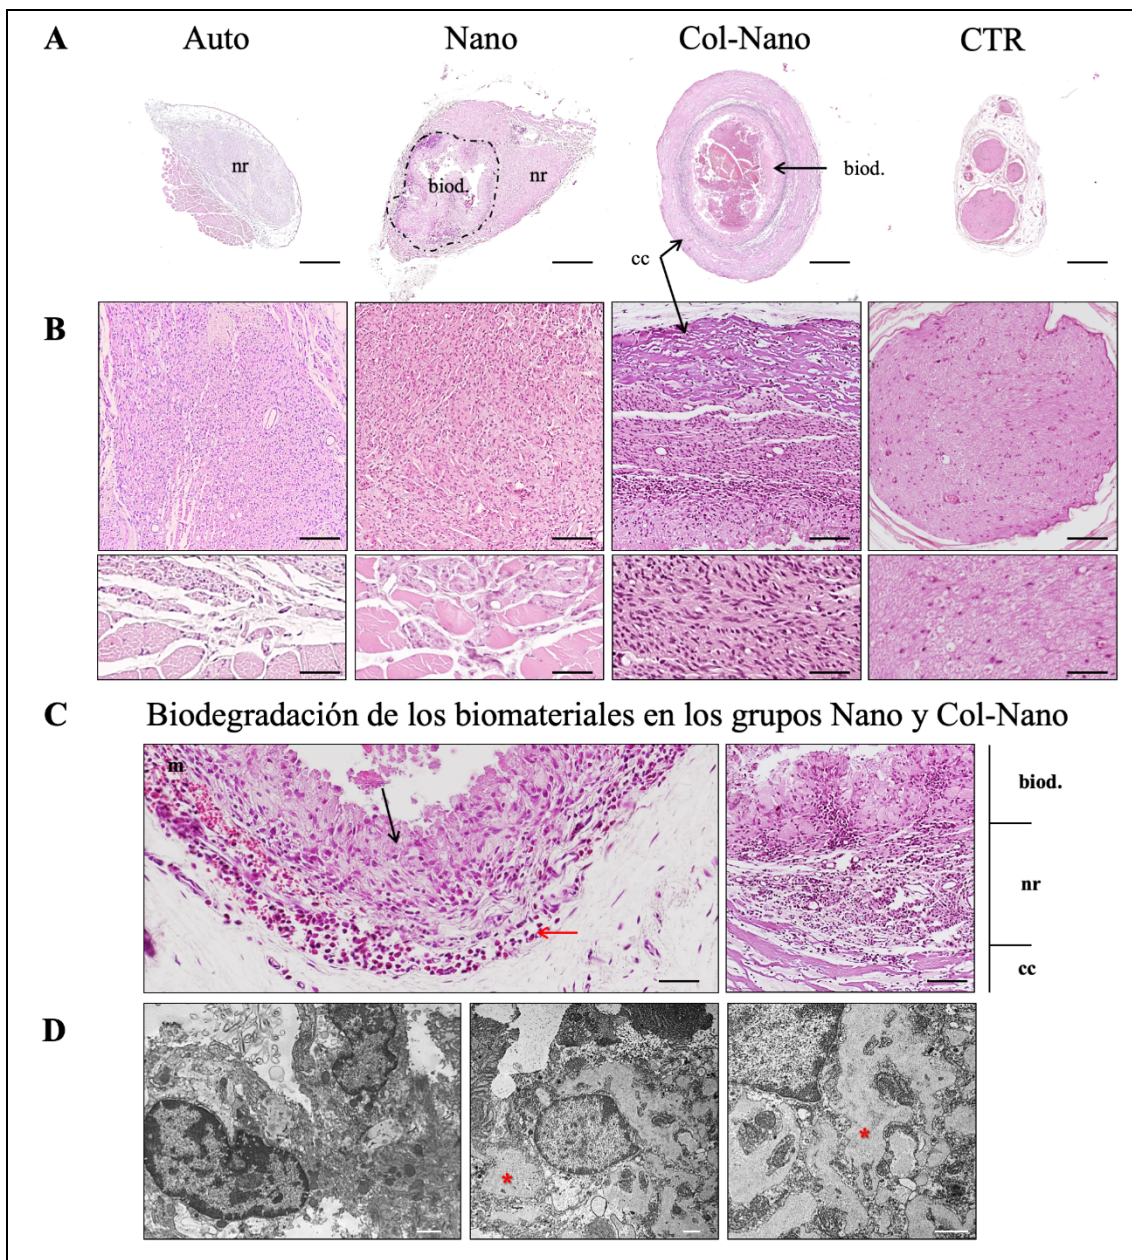 A Auto Nano Col-Nano CTR
nr biod. nr biod.
cc
B
C Biodegradación de los biomateriales en los grupos Nano y Col-Nano
m biod.
nr
cc
D
* *